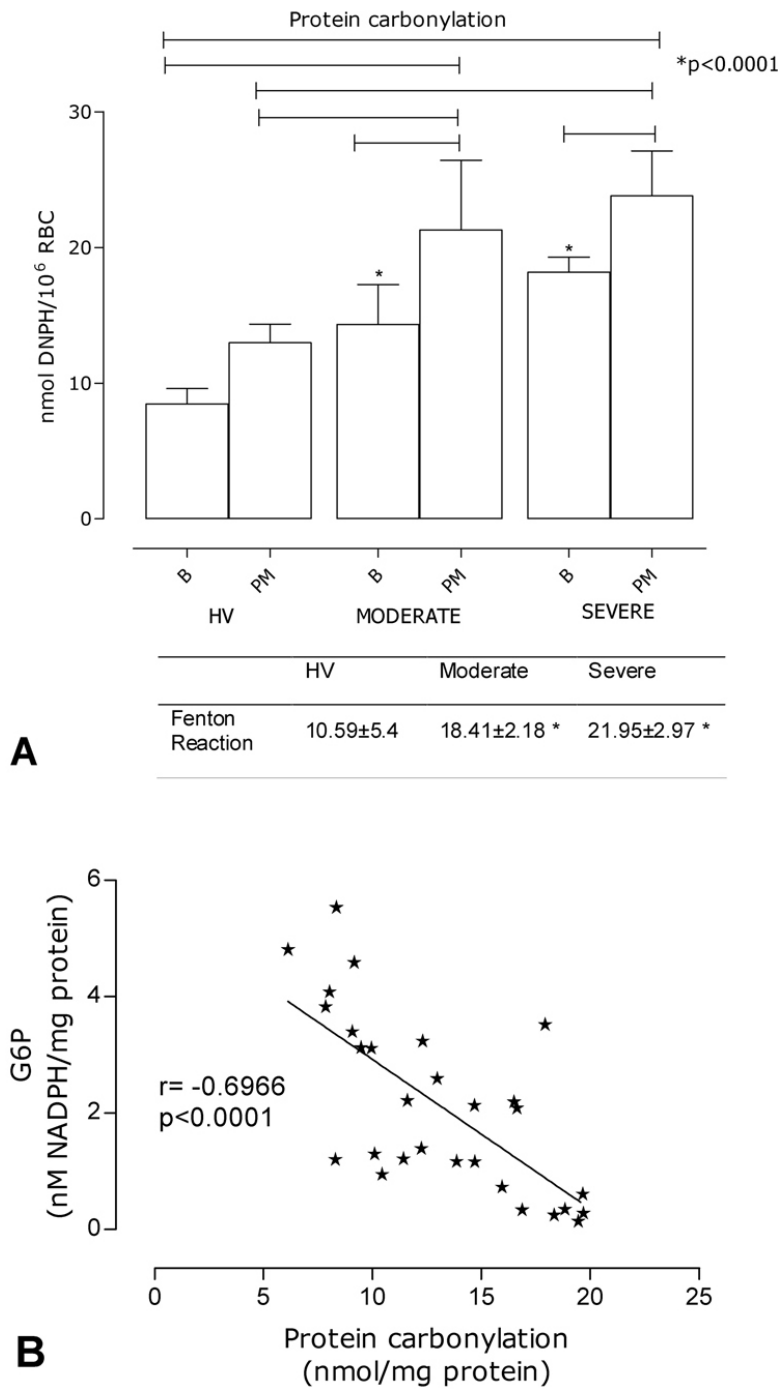 Protein carbonylation
*p<0.0001
nmol DNPH/10⁶ RBC
30
20
10
0
*
*
B
PM
B
PM
B
PM
HV
MODERATE
SEVERE
HV Moderate Severe
Fenton
Reaction
10.59±5.4 18.41±2.18 * 21.95±2.97 *
A
G6P
(nM NADPH/mg protein)
6
4
2
0
r= -0.6966
p<0.0001
0 5 10 15 20 25
Protein carbonylation
(nmol/mg protein)
B